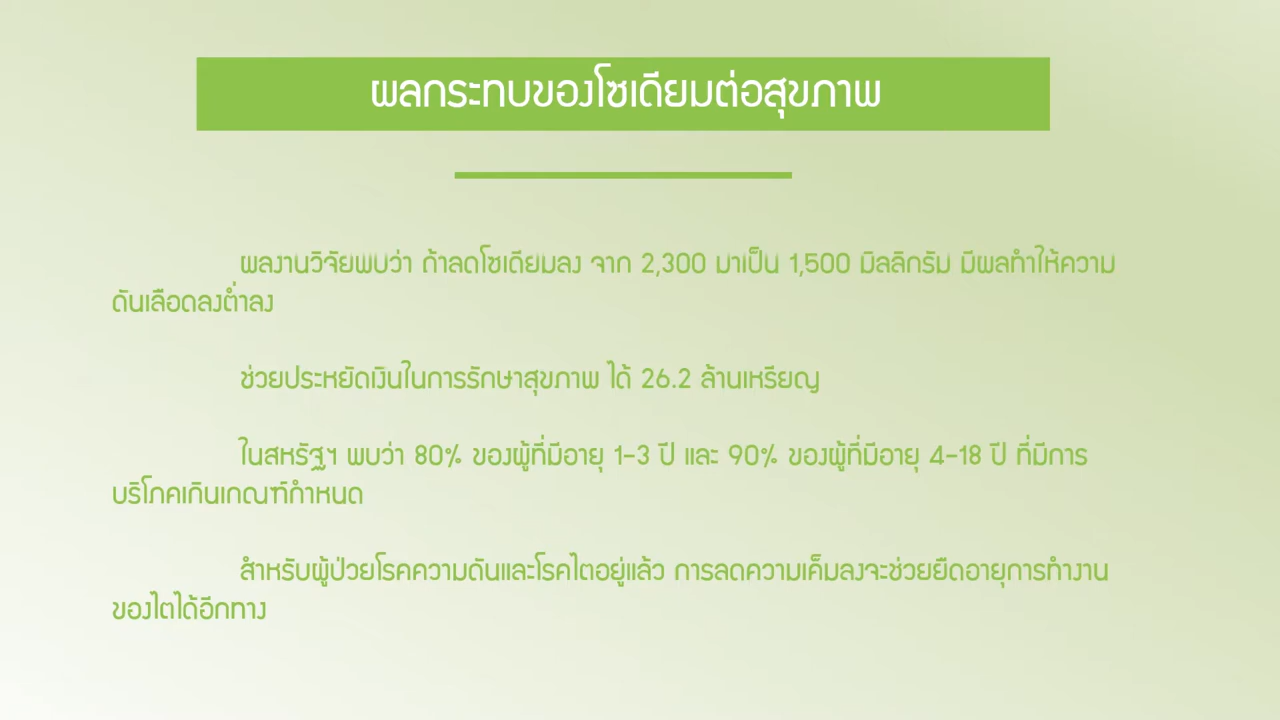 ผลกระทบของโซเดียมต่อสุขภาพ
ผลงานวิจัยพบว่า ถ้าลดโซเดียมลง จาก 2,300 มาเป็น 1,500 มิลลิกรัม มีผลทำให้ความ
ดันเลือดลงต่ำลง
ช่วยประหยัดเงินในการรักษาสุขภาพ ได้ 26.2 ล้านเหรียญ
ในสหรัฐฯ พบว่า 80% ของผู้ที่มีอายุ 1-3 ปี และ 90% ของผู้ที่มีอายุ 4-18 ปี ที่มีการ
บริโภคเกินเกณฑ์กำหนด
สำหรับผู้ป่วยโรคความดันและโรคไตอยู่แล้ว การลดความเค็มลงจะช่วยยืดอายุการทำงาน
ของไตได้อีกทาง